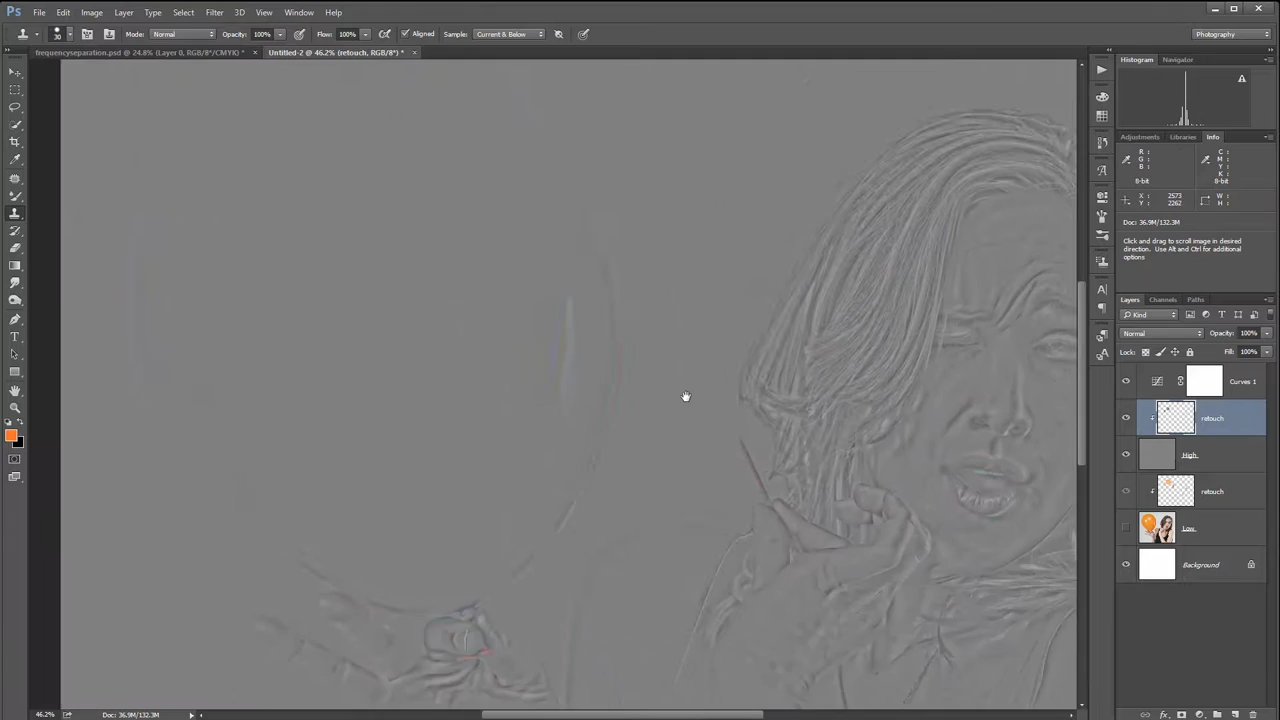 Ps File Edit Image Layer Type Select Filter 3D View Window Help
30 Mode: Normal Opacity: 100% Flow: 100% Aligned Sample: Current & Below Photography
frequencyseparation.psd @ 24.8% (Layer 0, RGB/8*/CMYK) * × Untitled-2 @ 46.2% (retouch, RGB/8*) * ×
Histogram Navigator
Adjustments Libraries Info
R : C :
G : M :
B : Y :
K :
8-bit 8-bit
X : 2573 W :
Y : 2262 H :
Doc: 36.9M/132.3M
Click and drag to scroll image in desired
direction. Use Alt and Ctrl for additional
options
Layers Channels Paths
Kind
Normal Opacity: 100%
Lock: Fill: 100%
Curves 1
retouch
High
retouch
Low
Background
46.2% Doc: 36.9M/132.3M